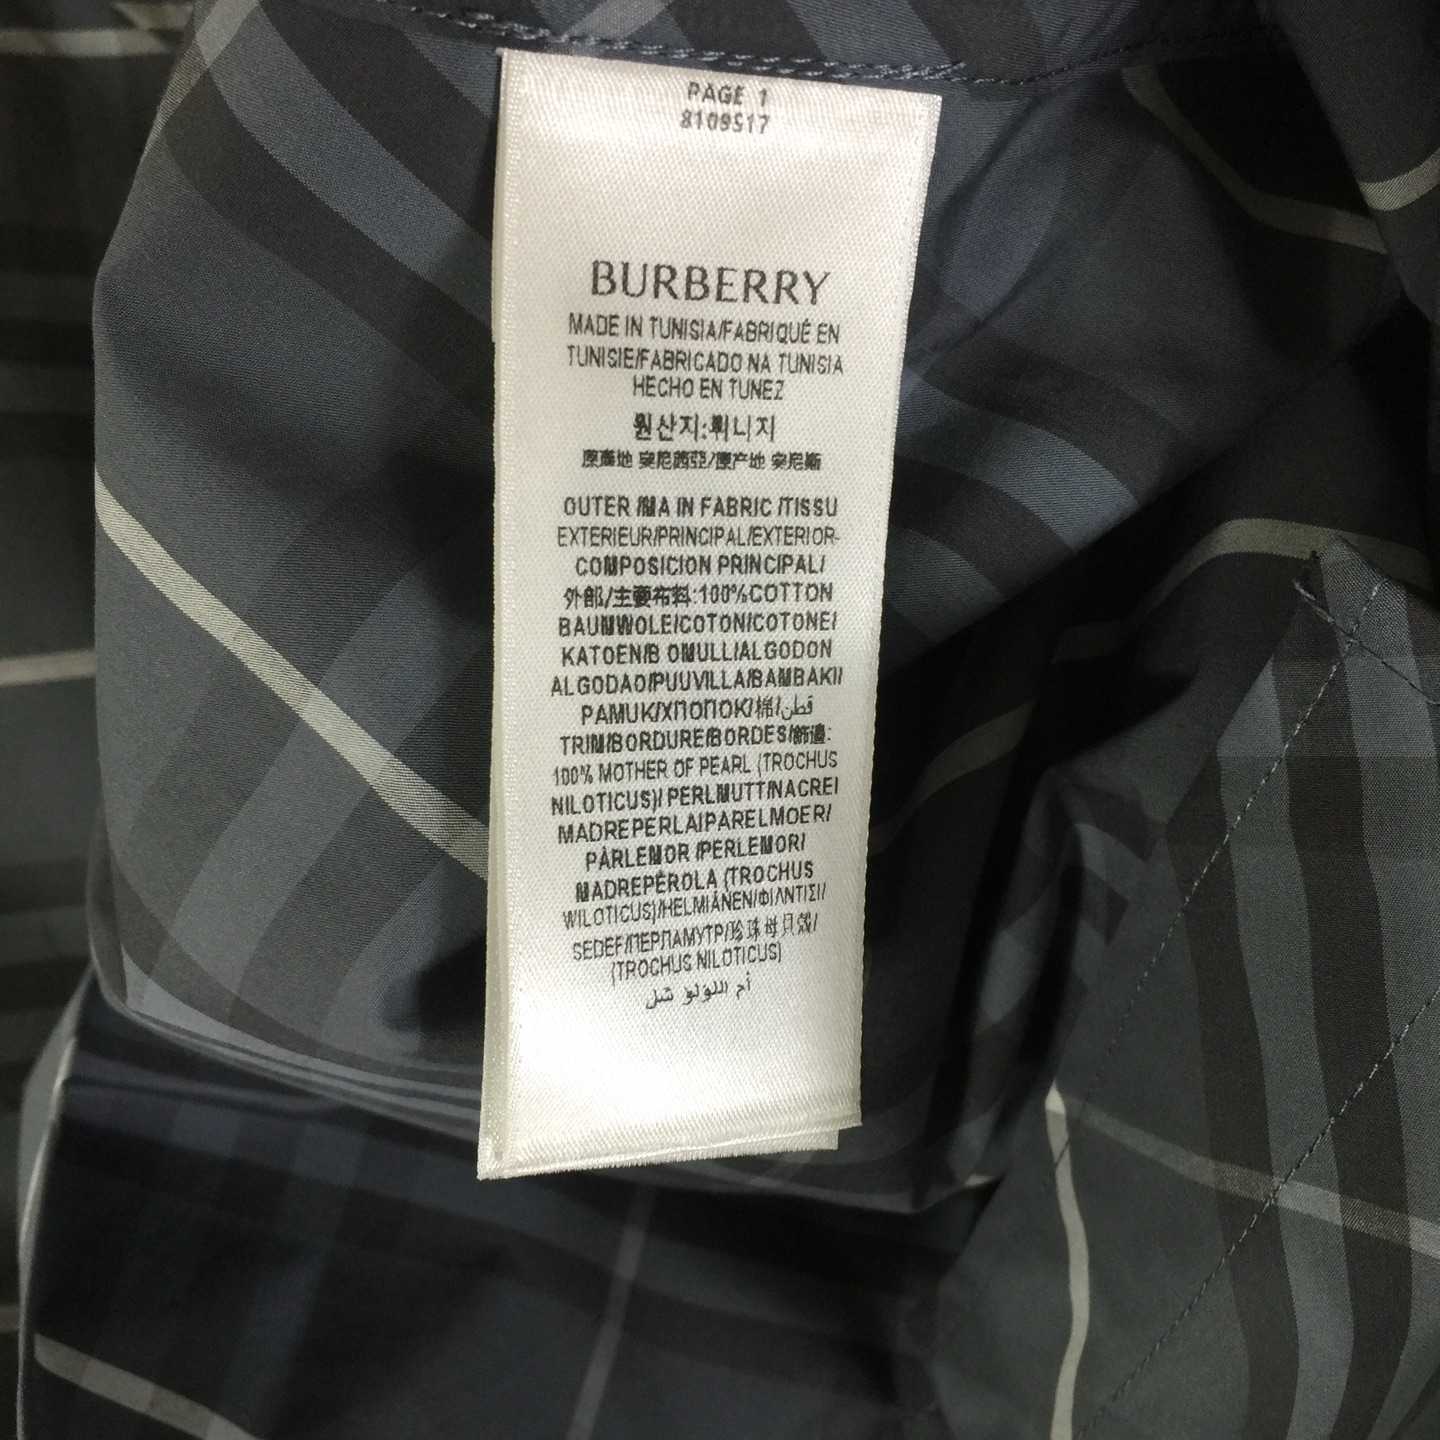 PAGE 1
8109517
BURBERRY
MADE IN TUNISIA/FABRIQUÉ EN
TUNISIE/FABRICADO NA TUNISIA
HECHO EN TUNEZ
원산지:튀니지
原產地 突尼西亞/原产地 突尼斯
OUTER /MAIN FABRIC /TISSU
EXTERIEUR/PRINCIPAL/EXTERIOR-
COMPOSICION PRINCIPAL/
外部/主要布料:100%COTTON
BAUMWOLE/COTON/COTONE/
KATOEN/BOMULL/ALGODON
ALGODAO/PUUVILLA/BAMBAKI/
PAMUK/ХПОПОК/棉/قطن
TRIM/BORDURE/BORDES/飾邊:
100% MOTHER OF PEARL (TROCHUS
NILOTICUS)/ PERLMUTT/NACRE/
MADREPERLA/PARELMOER/
PÄRLEMOR /PERLEMOR/
MADREPÉROLA (TROCHUS
WILOTICUS)/HELMIÄNEN/ΦΙΛΝΤΙΣΙ/
SEDEF/ПЕРЛАМУТР/珍珠母贝殼/
(TROCHUS NILOTICUS)
أم اللؤلؤ شل